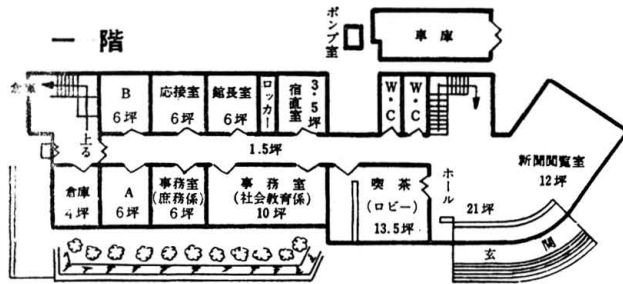 一階
ポンプ室
車庫
倉庫
上る
B
6坪
応接室
6坪
館長室
6坪
ロッカー
宿直室
3・5坪
W・C
W・C
1.5坪
倉庫
4坪
A
6坪
事務室
(庶務係)
6坪
事務室
(社会教育係)
10坪
喫茶
(ロビー)
13.5坪
ホール
21坪
新聞閲覧室
12坪
玄関